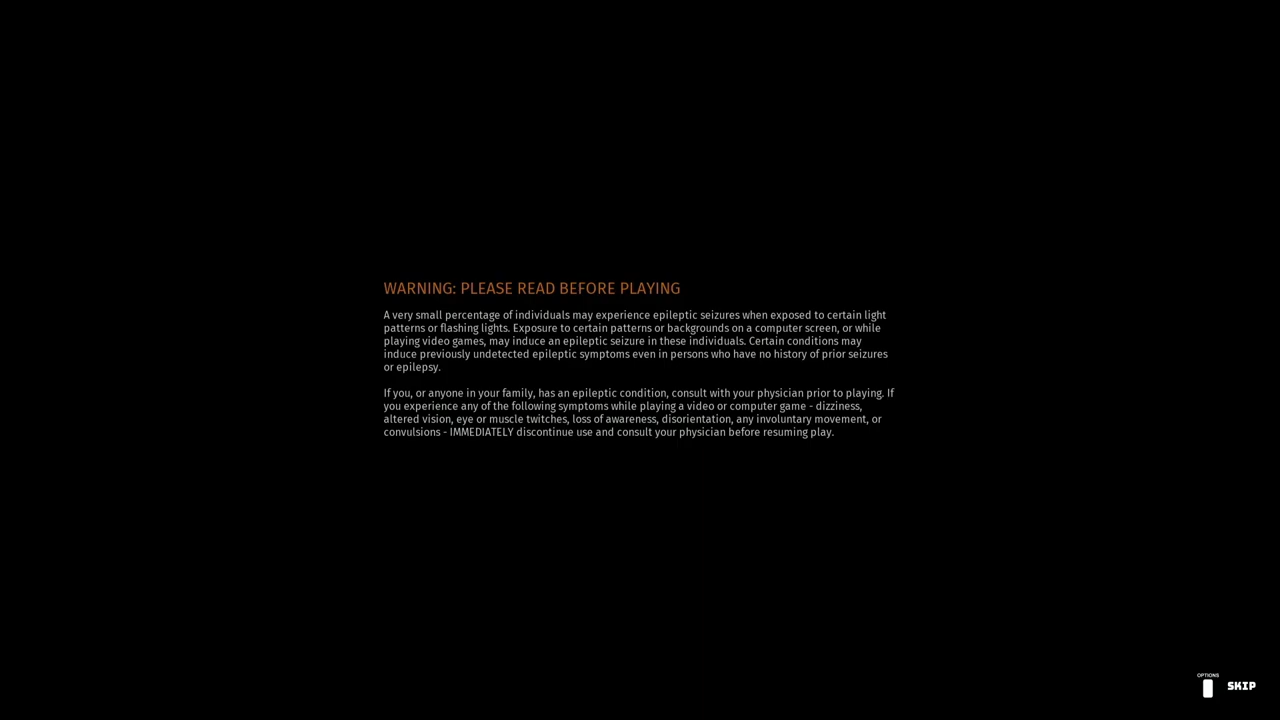 WARNING: PLEASE READ BEFORE PLAYING
A very small percentage of individuals may experience epileptic seizures when exposed to certain light
patterns or flashing lights. Exposure to certain patterns or backgrounds on a computer screen, or while
playing video games, may induce an epileptic seizure in these individuals. Certain conditions may
induce previously undetected epileptic symptoms even in persons who have no history of prior seizures
or epilepsy.
If you, or anyone in your family, has an epileptic condition, consult with your physician prior to playing. If
you experience any of the following symptoms while playing a video or computer game - dizziness,
altered vision, eye or muscle twitches, loss of awareness, disorientation, any involuntary movement, or
convulsions - IMMEDIATELY discontinue use and consult your physician before resuming play.
OPTIONS
SKIP